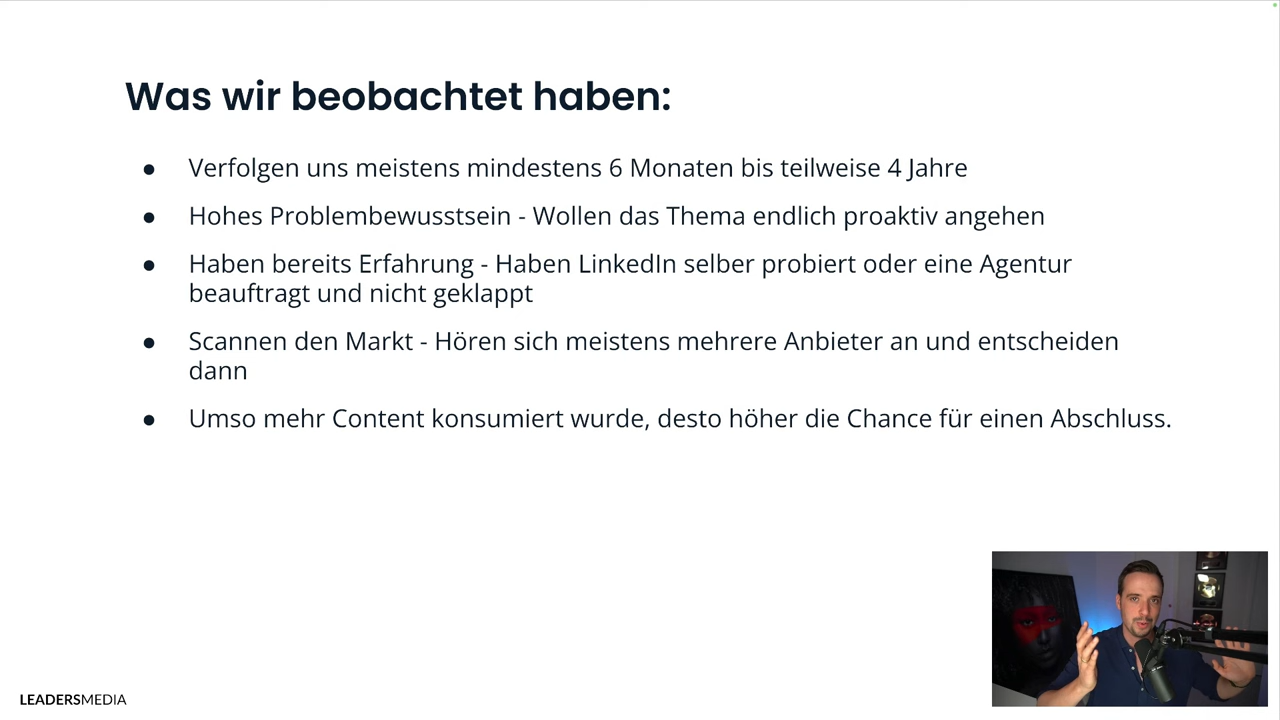 Was wir beobachtet haben:
● Verfolgen uns meistens mindestens 6 Monaten bis teilweise 4 Jahre
● Hohes Problembewusstsein - Wollen das Thema endlich proaktiv angehen
● Haben bereits Erfahrung - Haben LinkedIn selber probiert oder eine Agentur
beauftragt und nicht geklappt
● Scannen den Markt - Hören sich meistens mehrere Anbieter an und entscheiden
dann
● Umso mehr Content konsumiert wurde, desto höher die Chance für einen Abschluss.
LEADERSMEDIA